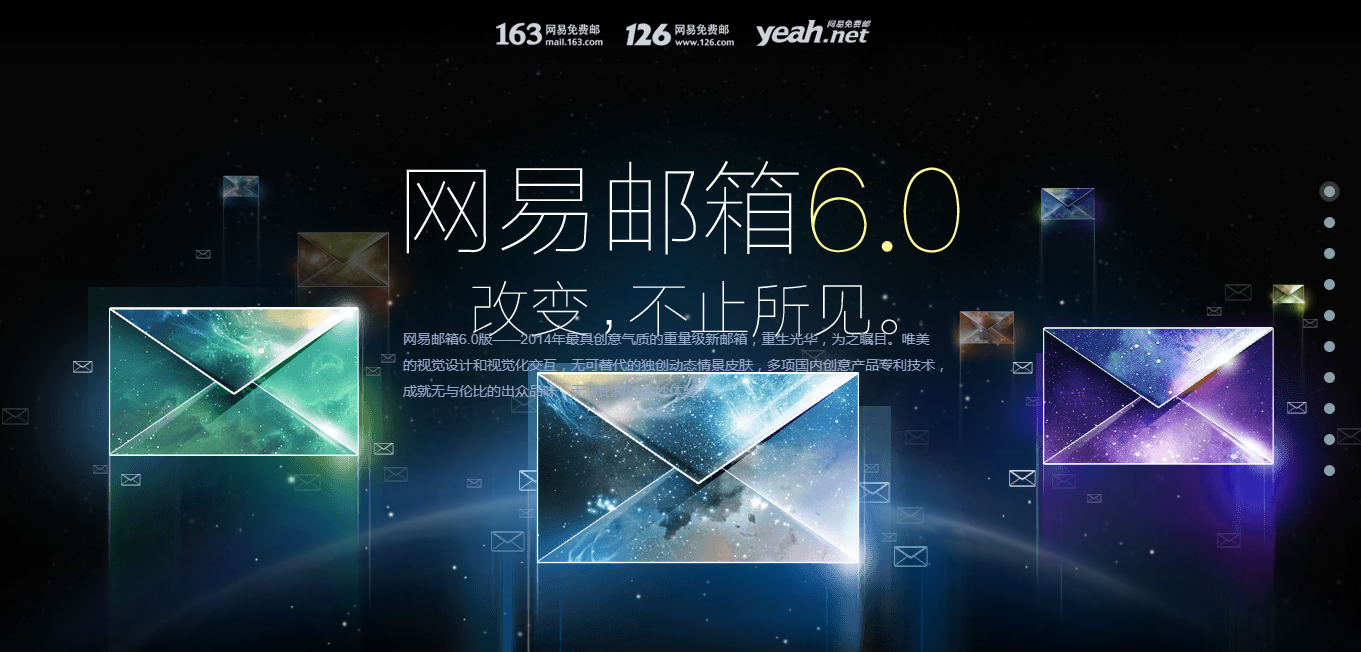 163 网易免费邮
mail.163.com
126 网易免费邮
www.126.com
yeah.net 网易免费邮
网易邮箱6.0
改变,不止所见。
网易邮箱6.0版——2014年最具创意气质的重量级新邮箱，重生光华，为之瞩目。唯美
的视觉设计和视觉化交互，无可替代的独创动态情景皮肤，多项国内创意产品专利技术，
成就无与伦比的出众品味